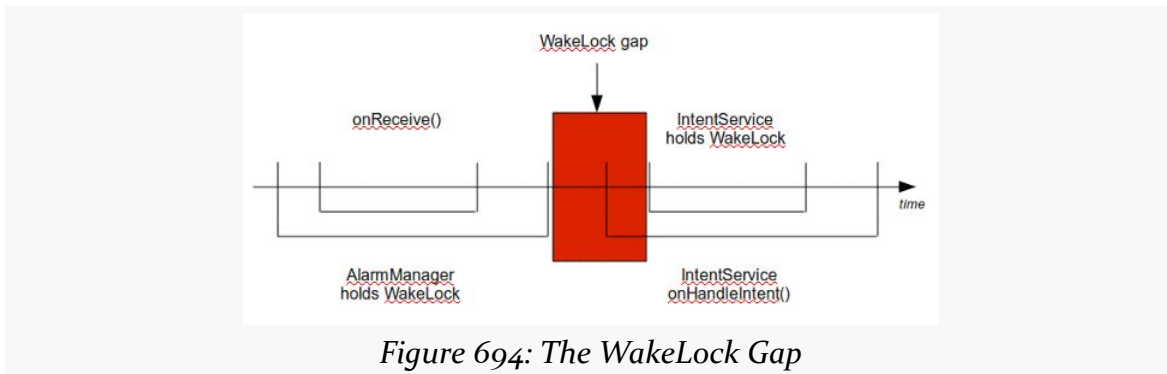 WakeLock gap
onReceive()
IntentService
holds WakeLock
time
AlarmManager
holds WakeLock
IntentService
onHandleIntent()
Figure 694: The WakeLock Gap